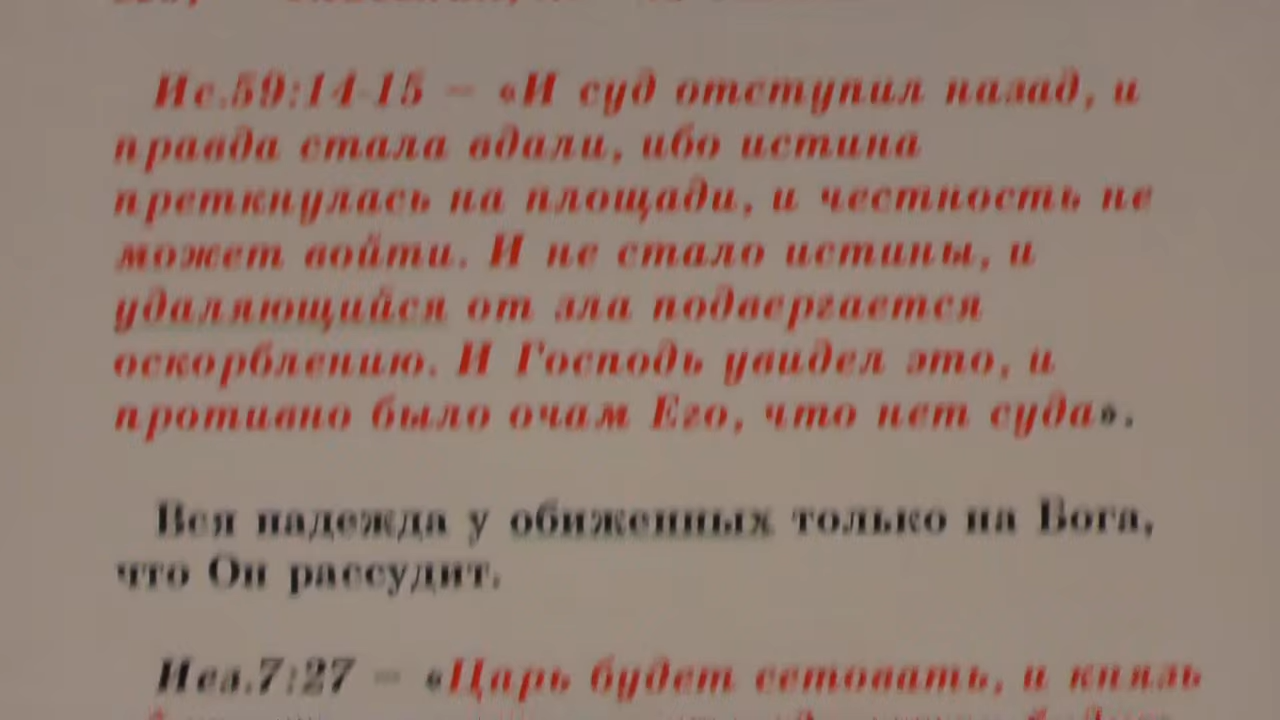 Ис.59:14-15 – «И суд отступил назад, и
правда стала вдали, ибо истина
преткнулась на площади, и честность не
может войти. И не стало истины, и
удаляющийся от зла подвергается
оскорблению. И Господь увидел это, и
противно было очам Его, что нет суда».
Вся надежда у обиженных только на Бога,
что Он рассудит.
Иез.7:27 – «Царь будет сетовать, и князь